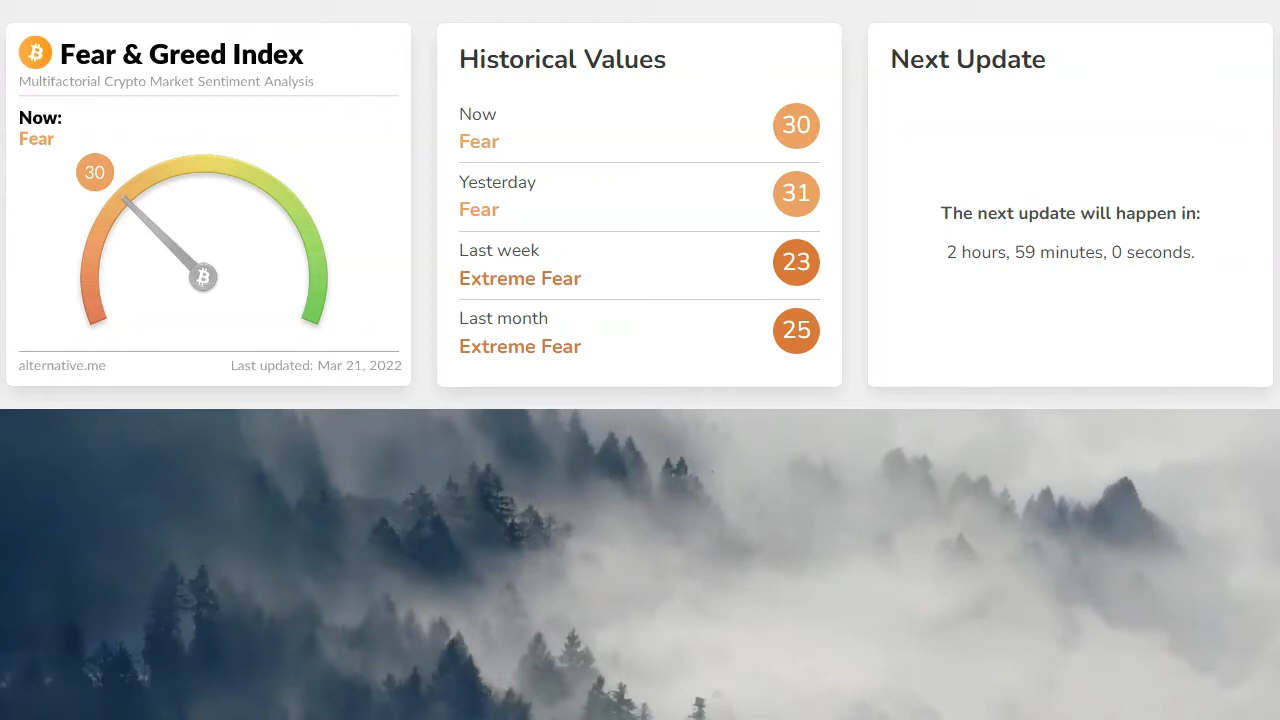 Fear & Greed Index
Multifactorial Crypto Market Sentiment Analysis
Now:
Fear
30
alternative.me
Last updated: Mar 21, 2022
Historical Values
Now
Fear
30
Yesterday
Fear
31
Last week
Extreme Fear
23
Last month
Extreme Fear
25
Next Update
The next update will happen in:
2 hours, 59 minutes, 0 seconds.